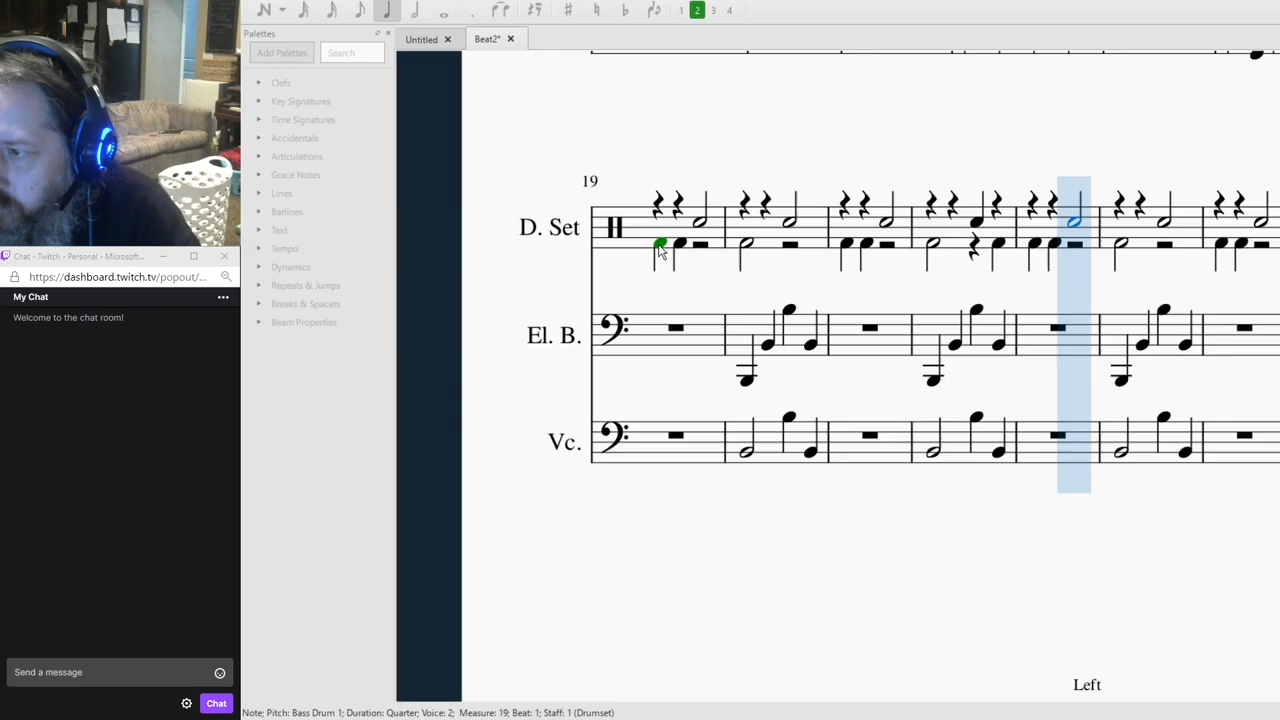 1 2 3 4
Palettes
Untitled
Beat2*
Add Palettes
Search
Clefs
Key Signatures
Time Signatures
Accidentals
Articulations
Grace Notes
Lines
Barlines
Text
Tempo
Dynamics
Repeats & Jumps
Breaks & Spacers
Beam Properties
19
D. Set
El. B.
Vc.
Left
Chat - Twitch - Personal - Microsoft...
https://dashboard.twitch.tv/popout/...
My Chat
Welcome to the chat room!
Send a message
Chat
Note; Pitch: Bass Drum 1; Duration: Quarter; Voice: 2; Measure: 19; Beat: 1; Staff: 1 (Drumset)